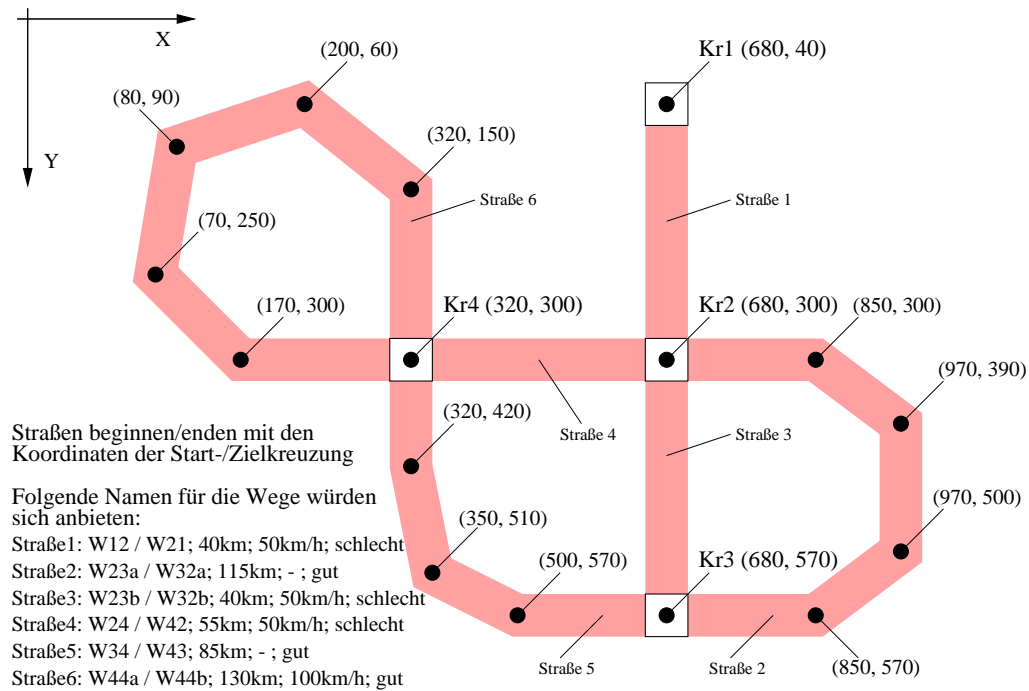 X
Y
(200, 60)
Kr1 (680, 40)
(80, 90)
(320, 150)
Straße 6
Straße 1
(70, 250)
(170, 300)
Kr4 (320, 300)
Kr2 (680, 300)
(850, 300)
(970, 390)
(320, 420)
Straße 4
Straße 3
Straßen beginnen/enden mit den
Koordinaten der Start-/Zielkreuzung
Folgende Namen für die Wege würden
sich anbieten:
Straße1: W12 / W21; 40km; 50km/h; schlecht
Straße2: W23a / W32a; 115km; - ; gut
Straße3: W23b / W32b; 40km; 50km/h; schlecht
Straße4: W24 / W42; 55km; 50km/h; schlecht
Straße5: W34 / W43; 85km; - ; gut
Straße6: W44a / W44b; 130km; 100km/h; gut
(350, 510)
(970, 500)
(500, 570)
Kr3 (680, 570)
Straße 5
Straße 2
(850, 570)